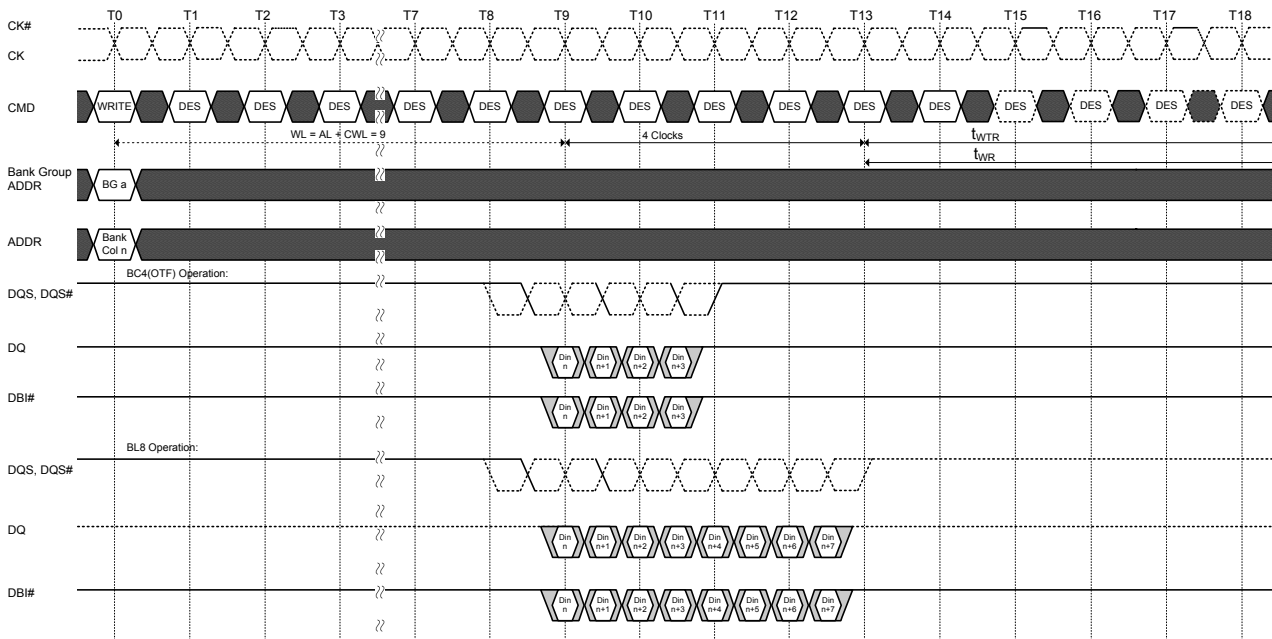 T0 T1 T2 T3 T7 T8 T9 T10 T11 T12 T13 T14 T15 T16 T17 T18
CK#
CK
CMD WRITE DES DES DES DES DES DES DES DES DES DES DES DES DES DES DES
WL = AL + CWL = 9 4 Clocks tWTR
tWR
Bank Group
ADDR
BG a
ADDR
Bank
Col n
BC4(OTF) Operation:
DQS, DQS#
DQ
Din n Din n+1 Din n+2 Din n+3
DBI#
Din n Din n+1 Din n+2 Din n+3
BL8 Operation:
DQS, DQS#
DQ
Din n Din n+1 Din n+2 Din n+3 Din n+4 Din n+5 Din n+6 Din n+7
DBI#
Din n Din n+1 Din n+2 Din n+3 Din n+4 Din n+5 Din n+6 Din n+7